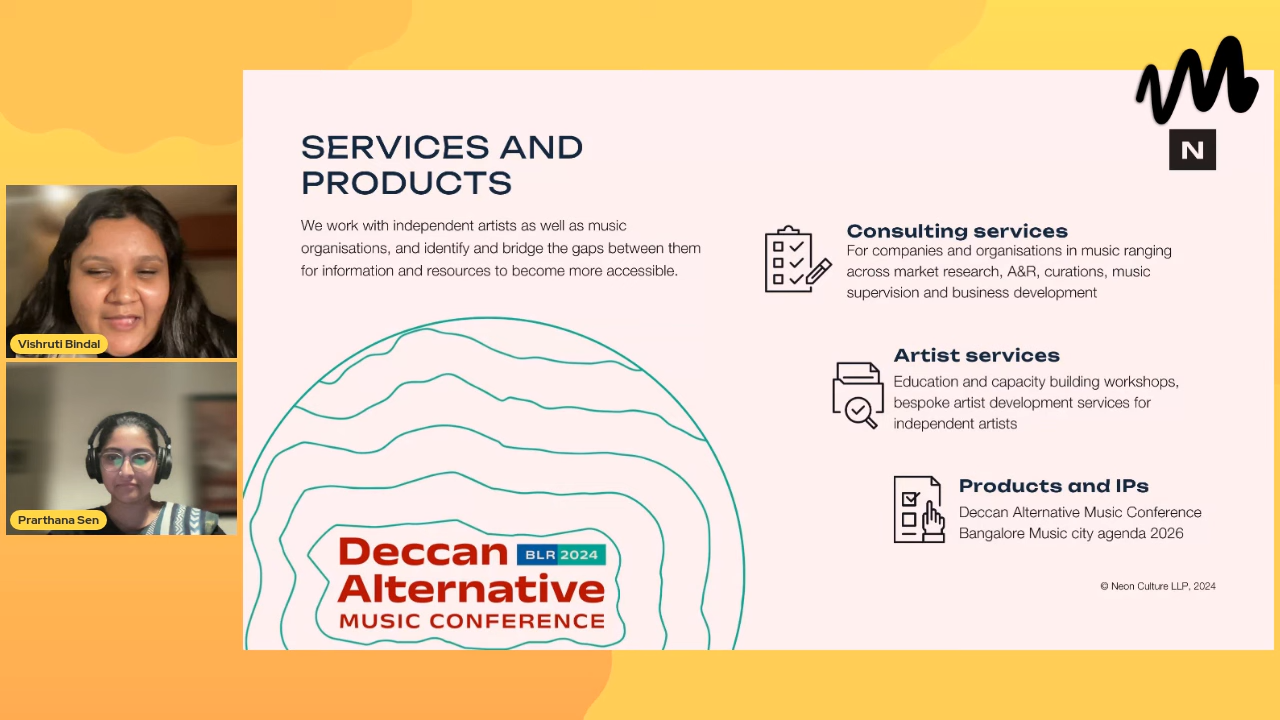 SERVICES AND
PRODUCTS
We work with independent artists as well as music
organisations, and identify and bridge the gaps between them
for information and resources to become more accessible.
N
Consulting services
For companies and organisations in music ranging
across market research, A&R, curations, music
supervision and business development
Artist services
Education and capacity building workshops,
bespoke artist development services for
independent artists
Products and IPs
Deccan Alternative Music Conference
Bangalore Music city agenda 2026
© Neon Culture LLP, 2024
Deccan BLR 2024
Alternative
MUSIC CONFERENCE
Vishruti Bindal
Prarthana Sen